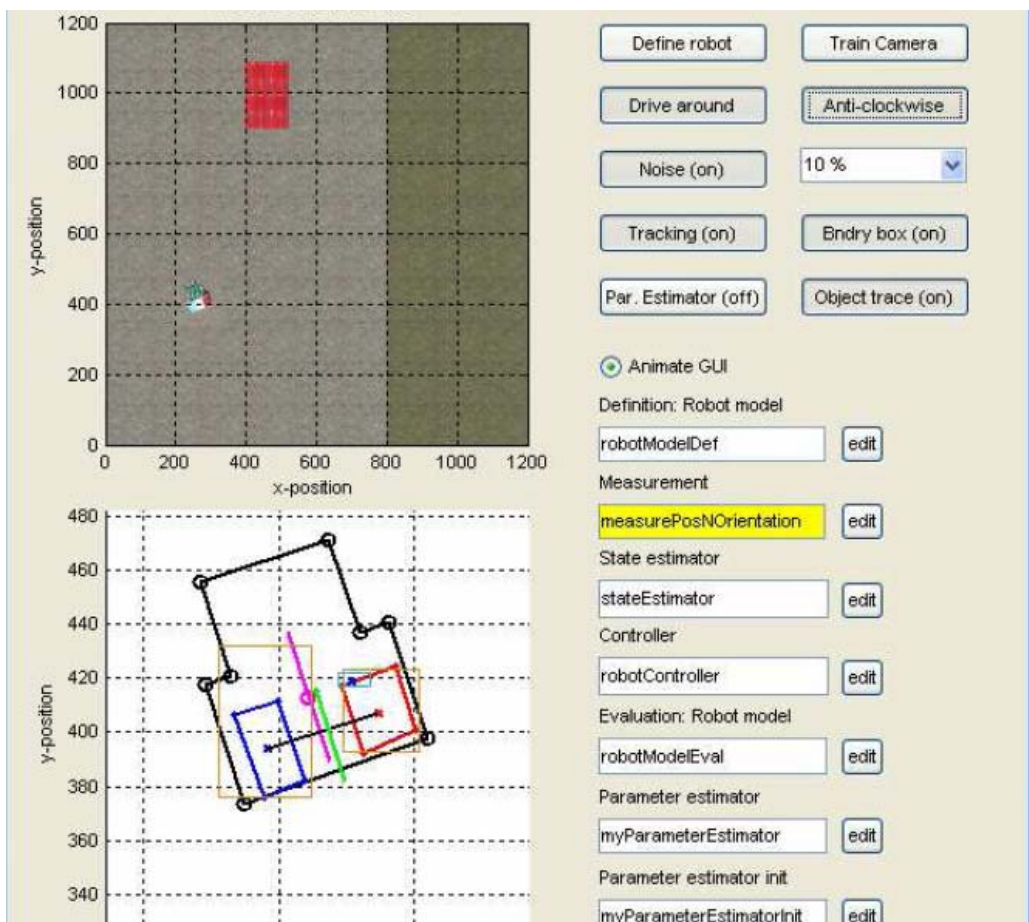 1200
1000
800
600
400
200
0
y-position
0 200 400 600 800 1000 1200
x-position
480
460
440
420
400
380
360
340
y-position
Define robot
Train Camera
Drive around
Anti-clockwise
Noise (on)
10 %
Tracking (on)
Bndry box (on)
Par. Estimator (off)
Object trace (on)
Animate GUI
Definition: Robot model
robotModelDef edit
Measurement
measurePosNOrientation edit
State estimator
stateEstimator edit
Controller
robotController edit
Evaluation: Robot model
robotModelEval edit
Parameter estimator
myParameterEstimator edit
Parameter estimator init
myParameterEstimatorInit edit